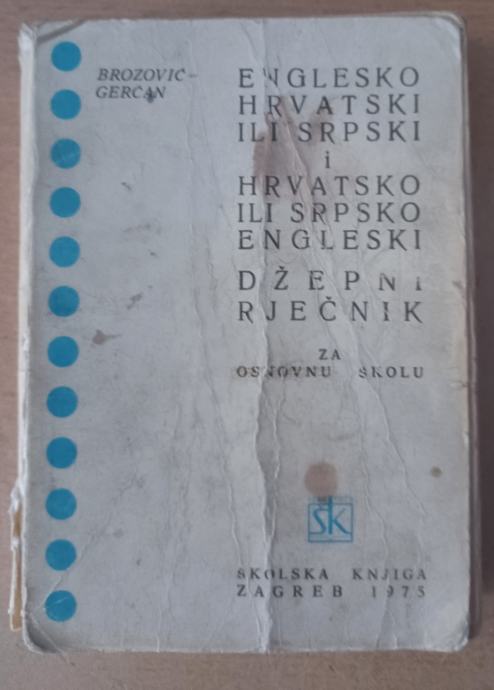 BROZOVIĆ-
GERČAN
ENGLESKO
HRVATSKI
ILI SRPSKI
i
HRVATSKO
ILI SRPSKO
ENGLESKI
DŽEPNI
RJEČNIK
ZA
OSNOVNU ŠKOLU
ŠK
ŠKOLSKA KNJIGA
ZAGREB 1975